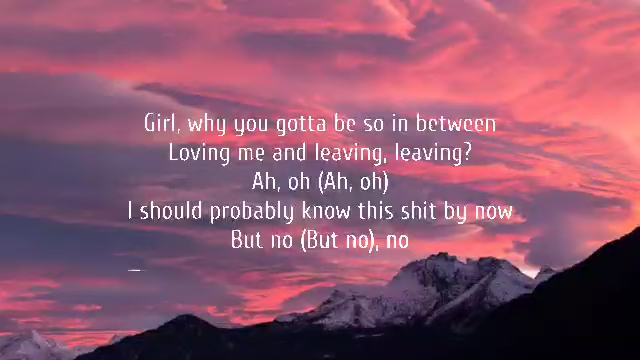 Girl, why you gotta be so in between
Loving me and leaving, leaving?
Ah, oh (Ah, oh)
I should probably know this shit by now
But no (But no), no